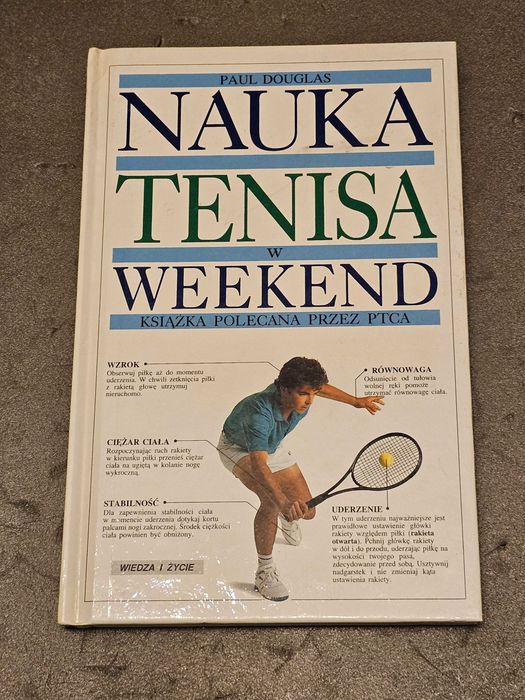 PAUL DOUGLAS
NAUKA
TENISA
W
WEEKEND
KSIĄŻKA POLECANA PRZEZ PTCA
WZROK
Obserwuj piłkę aż do momentu
uderzenia. W chwili zetknięcia piłki
z rakietą głowę utrzymuj
nieruchomo.
RÓWNOWAGA
Odsunięcie od tułowia
wolnej ręki pomoże
utrzymać równowagę ciała.
CIĘŻAR CIAŁA
Rozpoczynając ruch rakiety
w kierunku piłki przenieś ciężar
ciała na ugiętą w kolanie nogę
wykroczną.
STABILNOŚĆ
Dla zapewnienia stabilności ciała
w momencie uderzenia dotykaj kortu
palcami nogi zakrocznej. Środek ciężkości
ciała powinien być obniżony.
UDERZENIE
W tym uderzeniu najważniejsze jest
prawidłowe ustawienie główki
rakiety względem piłki (rakieta
otwarta). Pchnij główkę rakiety
w dół i do przodu, uderzając piłkę na
wysokości twojego pasa,
zdecydowanie przed sobą. Usztywnij
nadgarstek i nie zmieniaj kąta
ustawienia rakiety.
WIEDZA I ŻYCIE